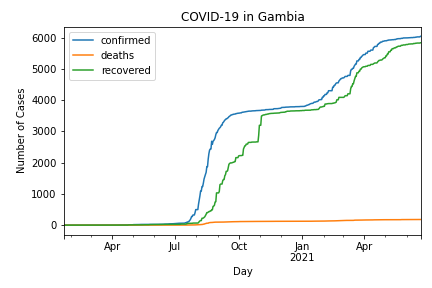 COVID-19 in Gambia
confirmed
deaths
recovered
Number of Cases
6000
5000
4000
3000
2000
1000
0
Apr
Jul
Oct
Jan
2021
Apr
Day